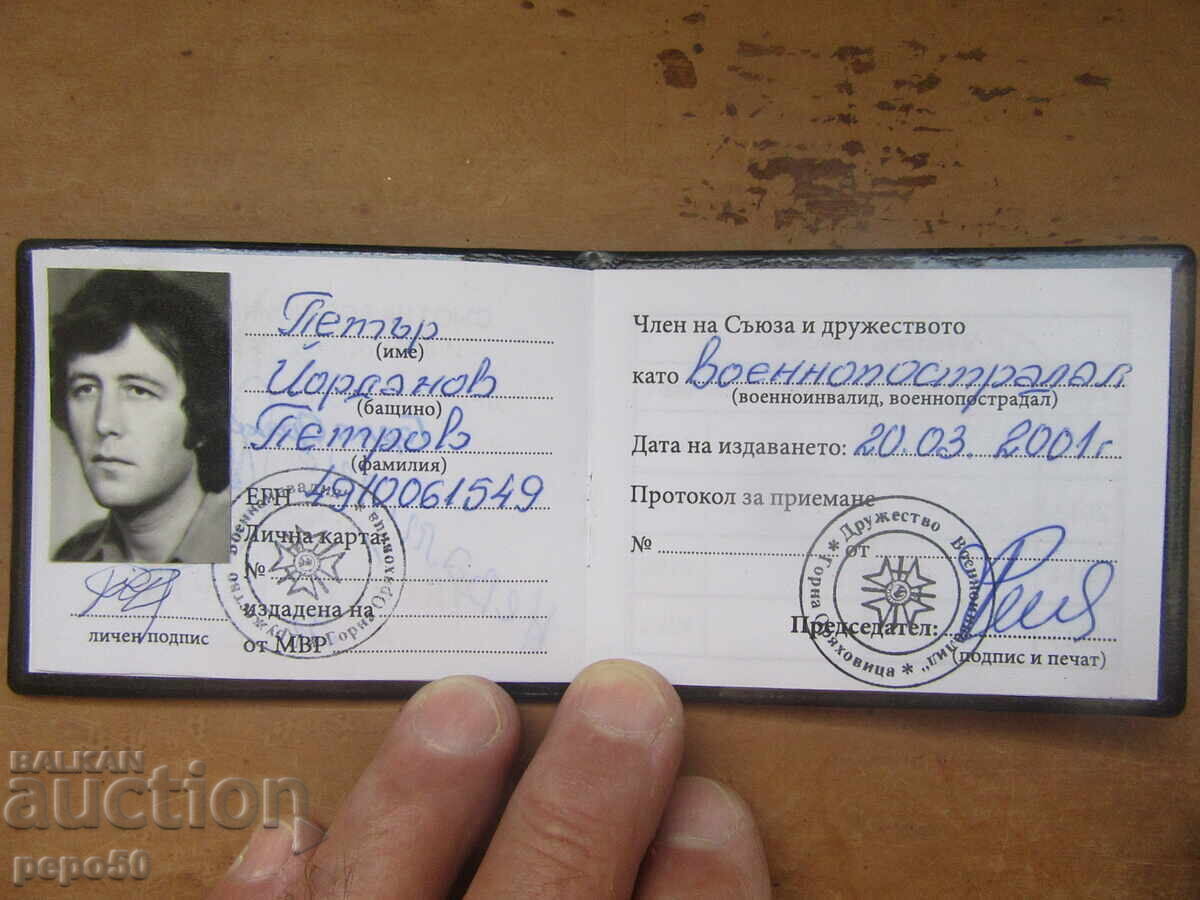 Петър
(име)
Йорданов
(бащино)
Петров
(фамилия)
ЕГН 4910061549
Лична карта
№
издадена на
от МВР
личен подпис
Член на Съюза и дружеството
като военнопострадал
(военноинвалид, военнопострадал)
Дата на издаването: 20.03.2001г
Протокол за приемане
№ от
Председател:
(подпис и печат)
Дружество Военноинвалид" * Горна Оряховица *
BALKAN
auction
pepo50